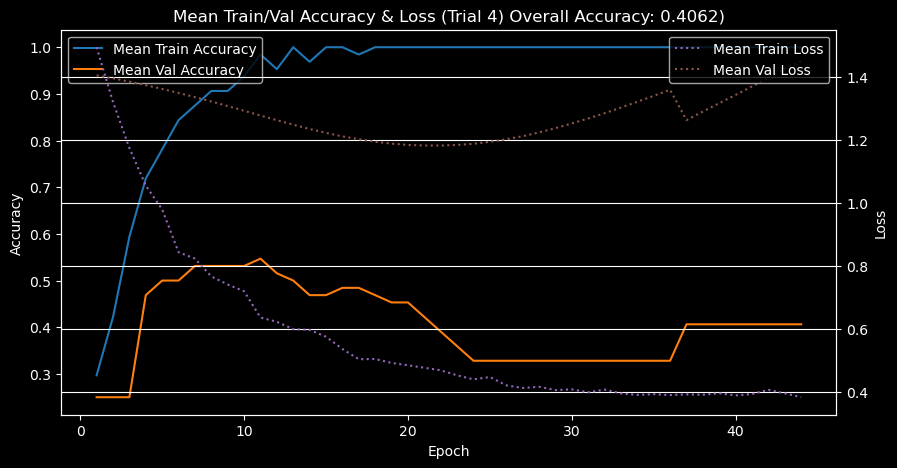 Mean Train/Val Accuracy & Loss (Trial 4) Overall Accuracy: 0.4062)
Mean Train Accuracy
Mean Val Accuracy
Mean Train Loss
Mean Val Loss
Accuracy
1.0
0.9
0.8
0.7
0.6
0.5
0.4
0.3
1.4
1.2
1.0
0.8
0.6
0.4
Loss
0 10 20 30 40
Epoch